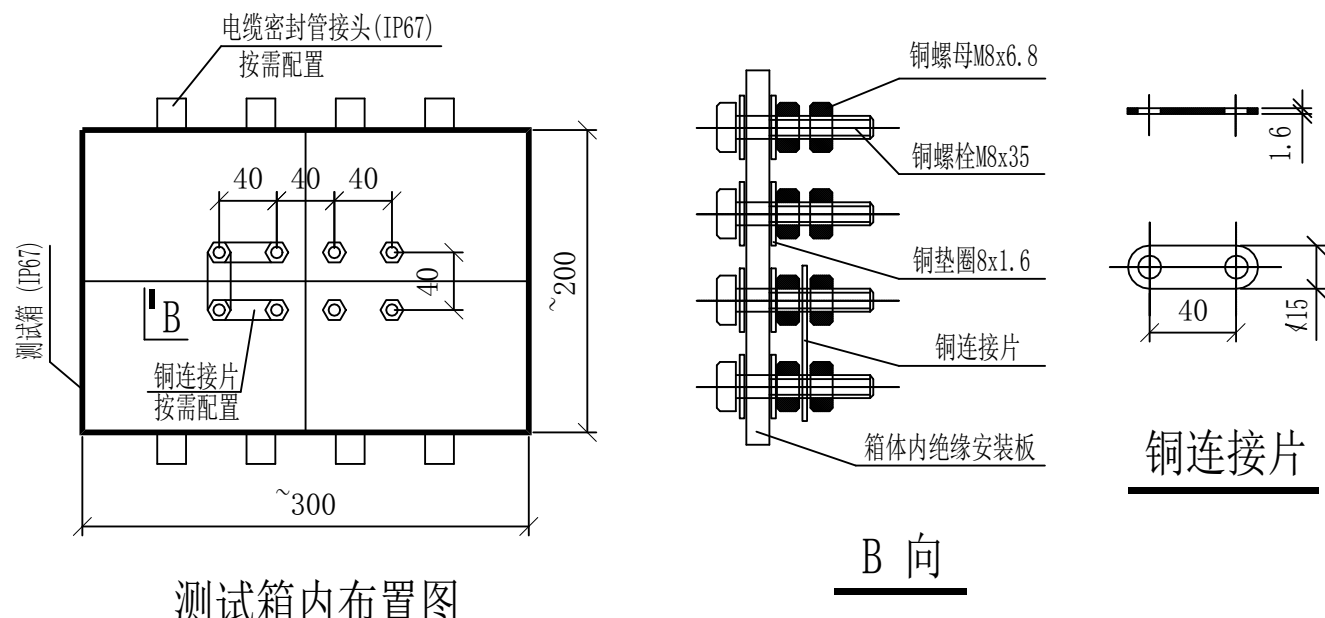 电缆密封管接头(IP67)
按需配置
40
40
40
40
~200
测试箱 (IP67)
B
铜连接片
按需配置
~300
测试箱内布置图
铜螺母M8x6.8
铜螺栓M8x35
铜垫圈8x1.6
铜连接片
箱体内绝缘安装板
B 向
1.6
40
15
铜连接片